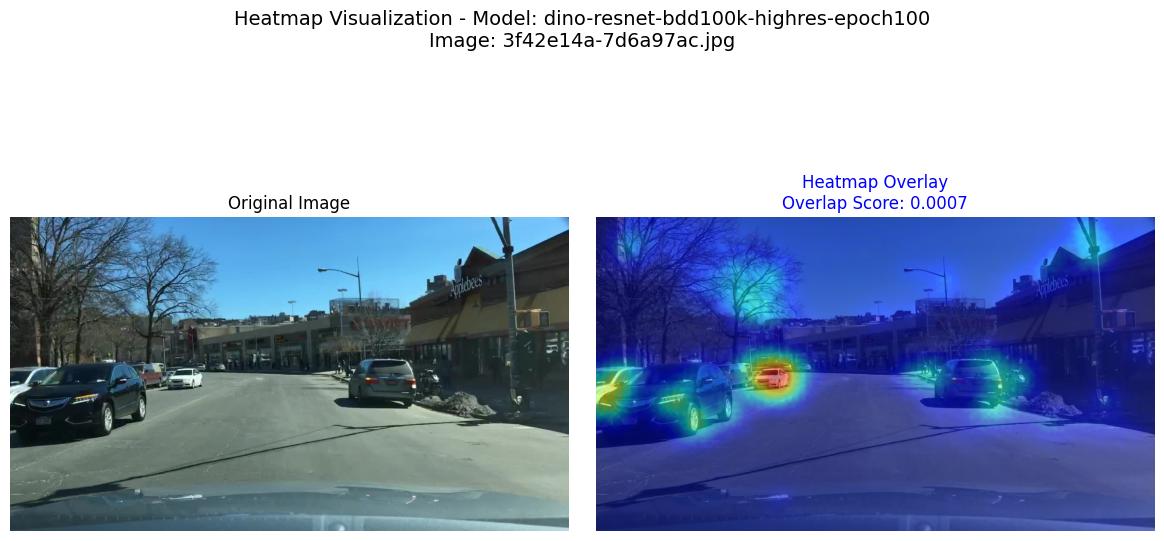 Heatmap Visualization - Model: dino-resnet-bdd100k-highres-epoch100
Image: 3f42e14a-7d6a97ac.jpg
Original Image
Heatmap Overlay
Overlap Score: 0.0007
Applebee's
Applebee's